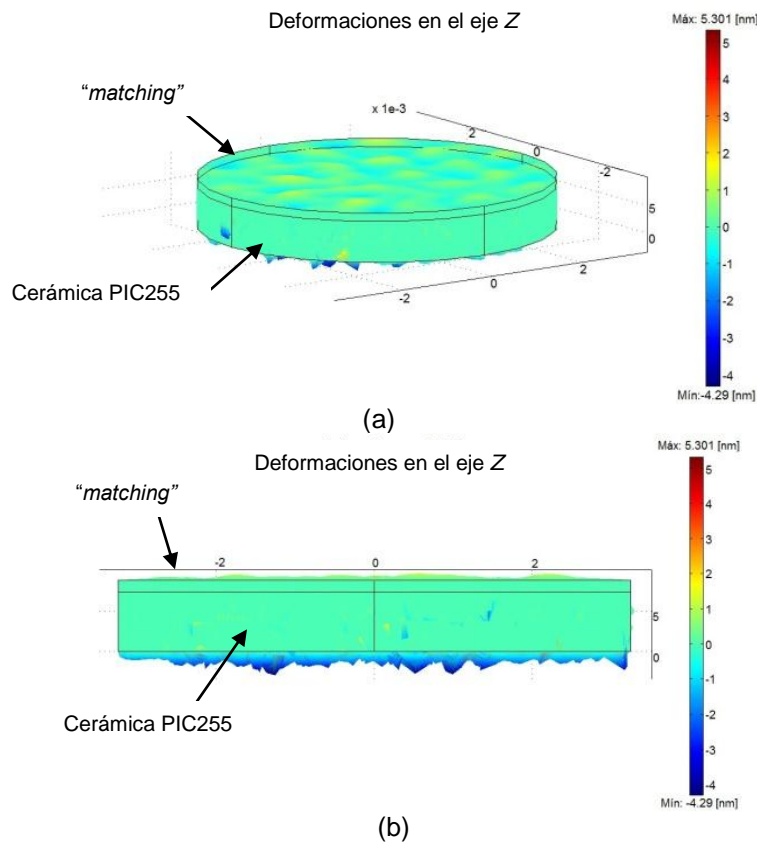 Deformaciones en el eje Z
Máx: 5.301 [nm]
"matching"
x 1e-3
2
0
-2
5
0
2
0
-2
Cerámica PIC255
5
4
3
2
1
0
-1
-2
-3
-4
Mín:-4.29 [nm]
(a)
Deformaciones en el eje Z
Máx: 5.301 [nm]
"matching"
-2
0
2
5
0
Cerámica PIC255
5
4
3
2
1
0
-1
-2
-3
-4
Mín: -4.29 [nm]
(b)